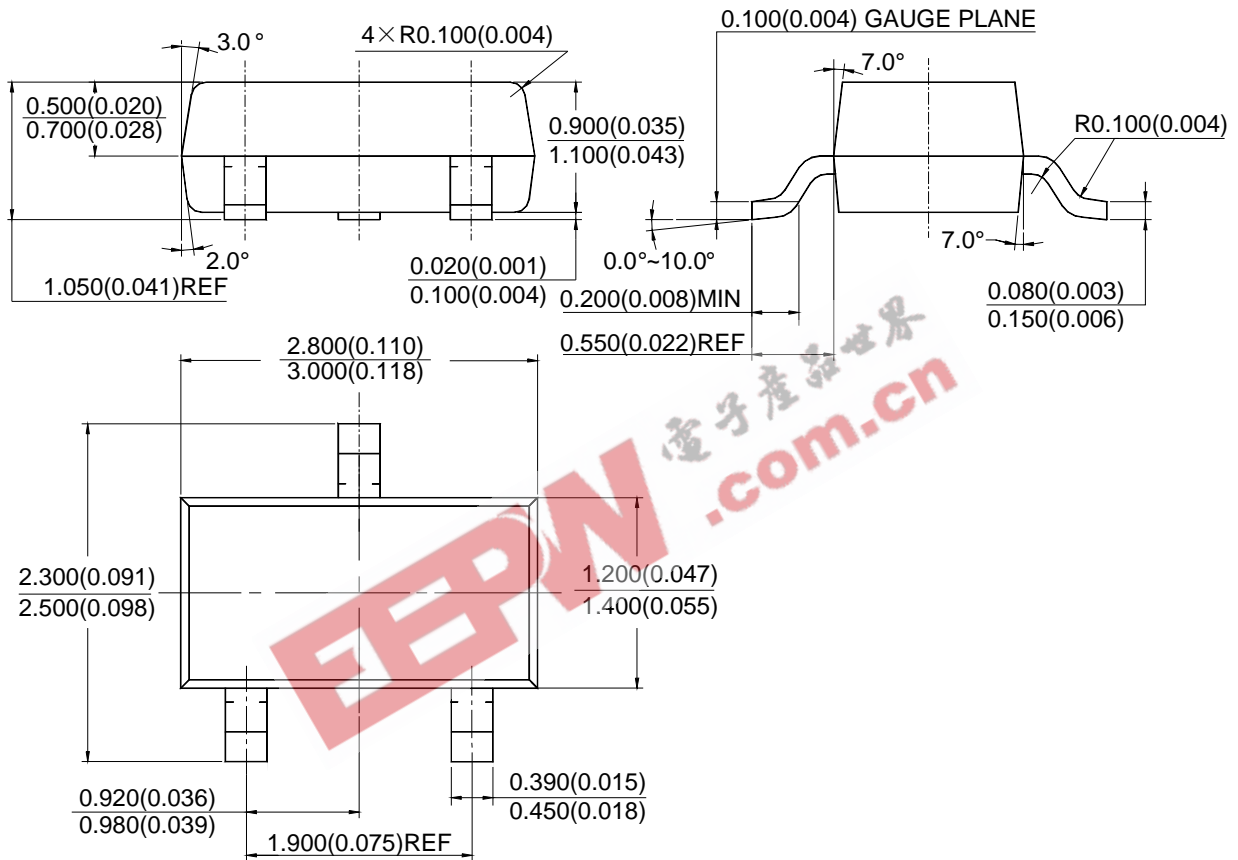 3.0°
4×R0.100(0.004)
0.100(0.004) GAUGE PLANE
7.0°
0.500(0.020)
0.700(0.028)
0.900(0.035)
1.100(0.043)
R0.100(0.004)
2.0°
1.050(0.041)REF
0.020(0.001)
0.100(0.004)
0.0°~10.0°
7.0°
0.200(0.008)MIN
0.550(0.022)REF
0.080(0.003)
0.150(0.006)
2.800(0.110)
3.000(0.118)
電子產品世界
EEPW.com.cn
2.300(0.091)
2.500(0.098)
1.200(0.047)
1.400(0.055)
0.920(0.036)
0.980(0.039)
0.390(0.015)
0.450(0.018)
1.900(0.075)REF